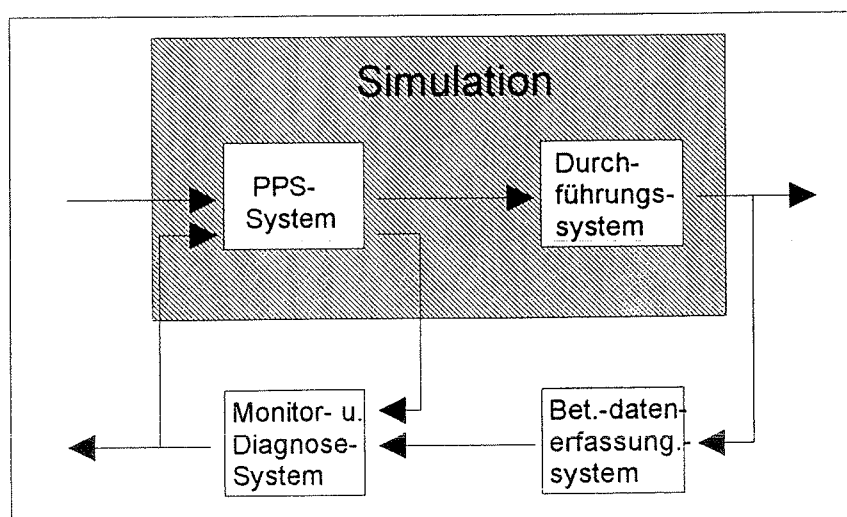 Simulation
PPS-
System
Durch-
führungs-
system
Monitor- u.
Diagnose-
System
Bet.-daten-
erfassung.-
system